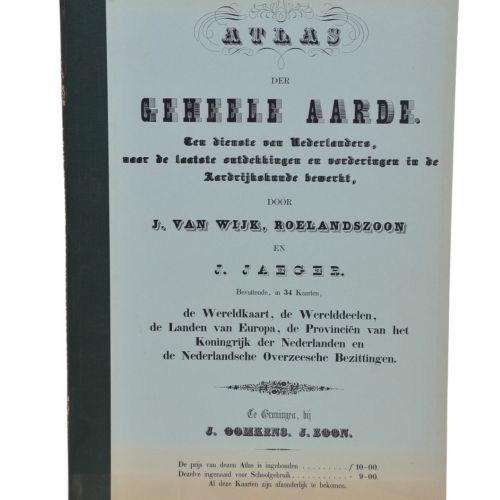 ATLAS
DER
GEHEELE AARDE.
Ten dienste van Nederlanders,
naar de laatste ontdekkingen en vorderingen in de
Aardrijkskunde bewerkt,
DOOR
J. VAN WIJK, ROELANDSZOON
EN
J. JAEGER.
Bevattende, in 34 Kaarten,
de Wereldkaart, de Werelddeelen,
de Landen van Europa, de Provinciën van het
Koningrijk der Nederlanden en
de Nederlandsche Overzeesche Bezittingen.
Te Groningen, bij
J. OOMKENS. J. ZOON.
De prijs van dezen Atlas is ingebonden . . . . . . . . . ƒ 10-00.
Dezelve ingenaaid voor Schoolgebruik . . . . . . . . . - 9-00.
Al deze Kaarten zijn afzonderlijk te bekomen.